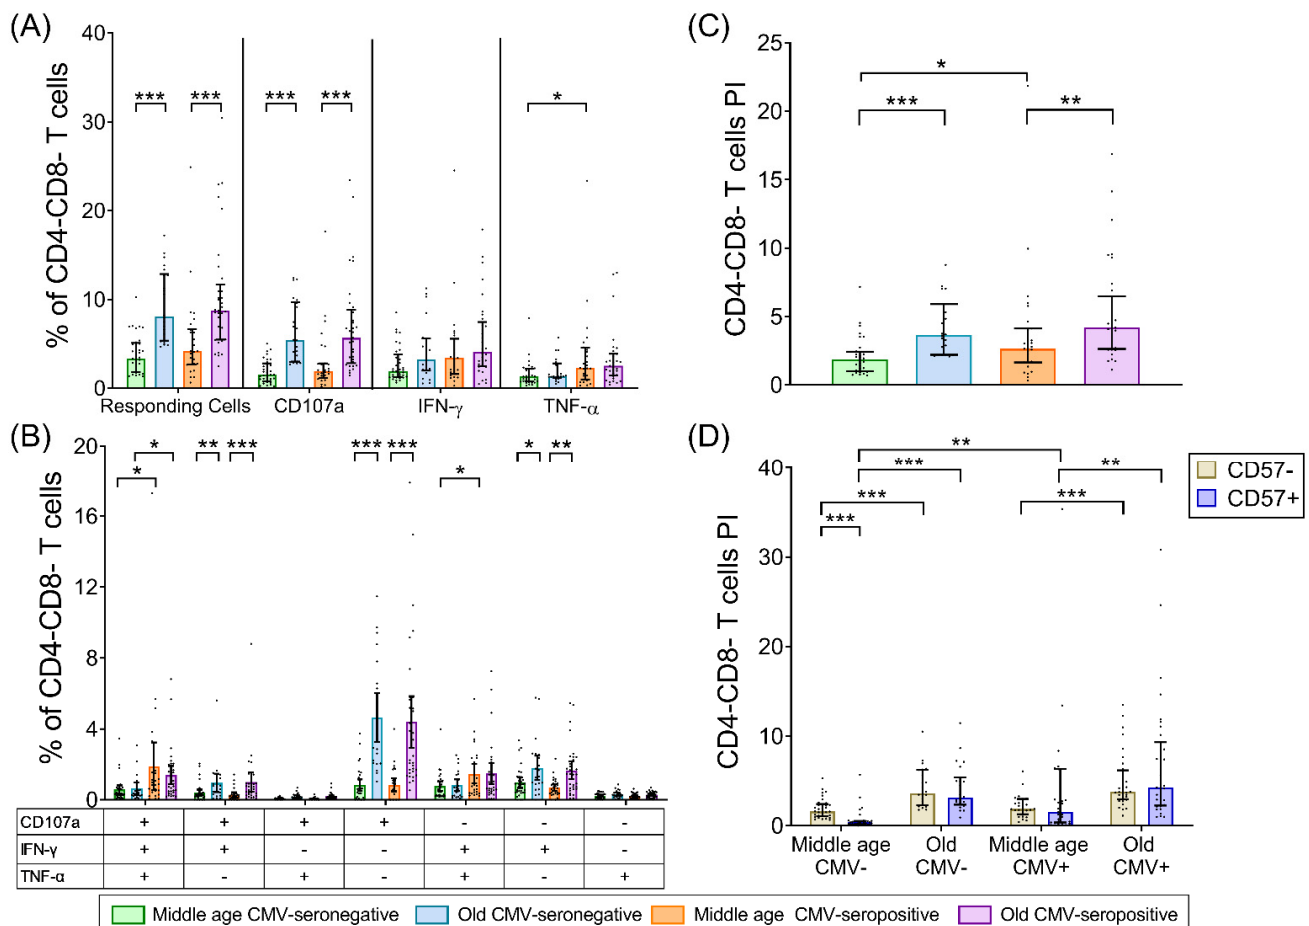 (A)
% of CD4-CD8- T cells
40
30
20
10
0
*** *** *** *** *
Responding Cells CD107a IFN-γ TNF-α
(B)
% of CD4-CD8- T cells
20
16
12
8
4
0
* * ** *** *** *** * * **
CD107a + + + + - - -
IFN-γ + + - - + + -
TNF-α + - + - + - +
(C)
CD4-CD8- T cells PI
25
20
15
10
5
0
*
*** **
(D)
CD4-CD8- T cells PI
40
30
20
10
0
**
*** **
*** ***
***
Middle age CMV- Old CMV- Middle age CMV+ Old CMV+
CD57-
CD57+
Middle age CMV-seronegative Old CMV-seronegative Middle age CMV-seropositive Old CMV-seropositive